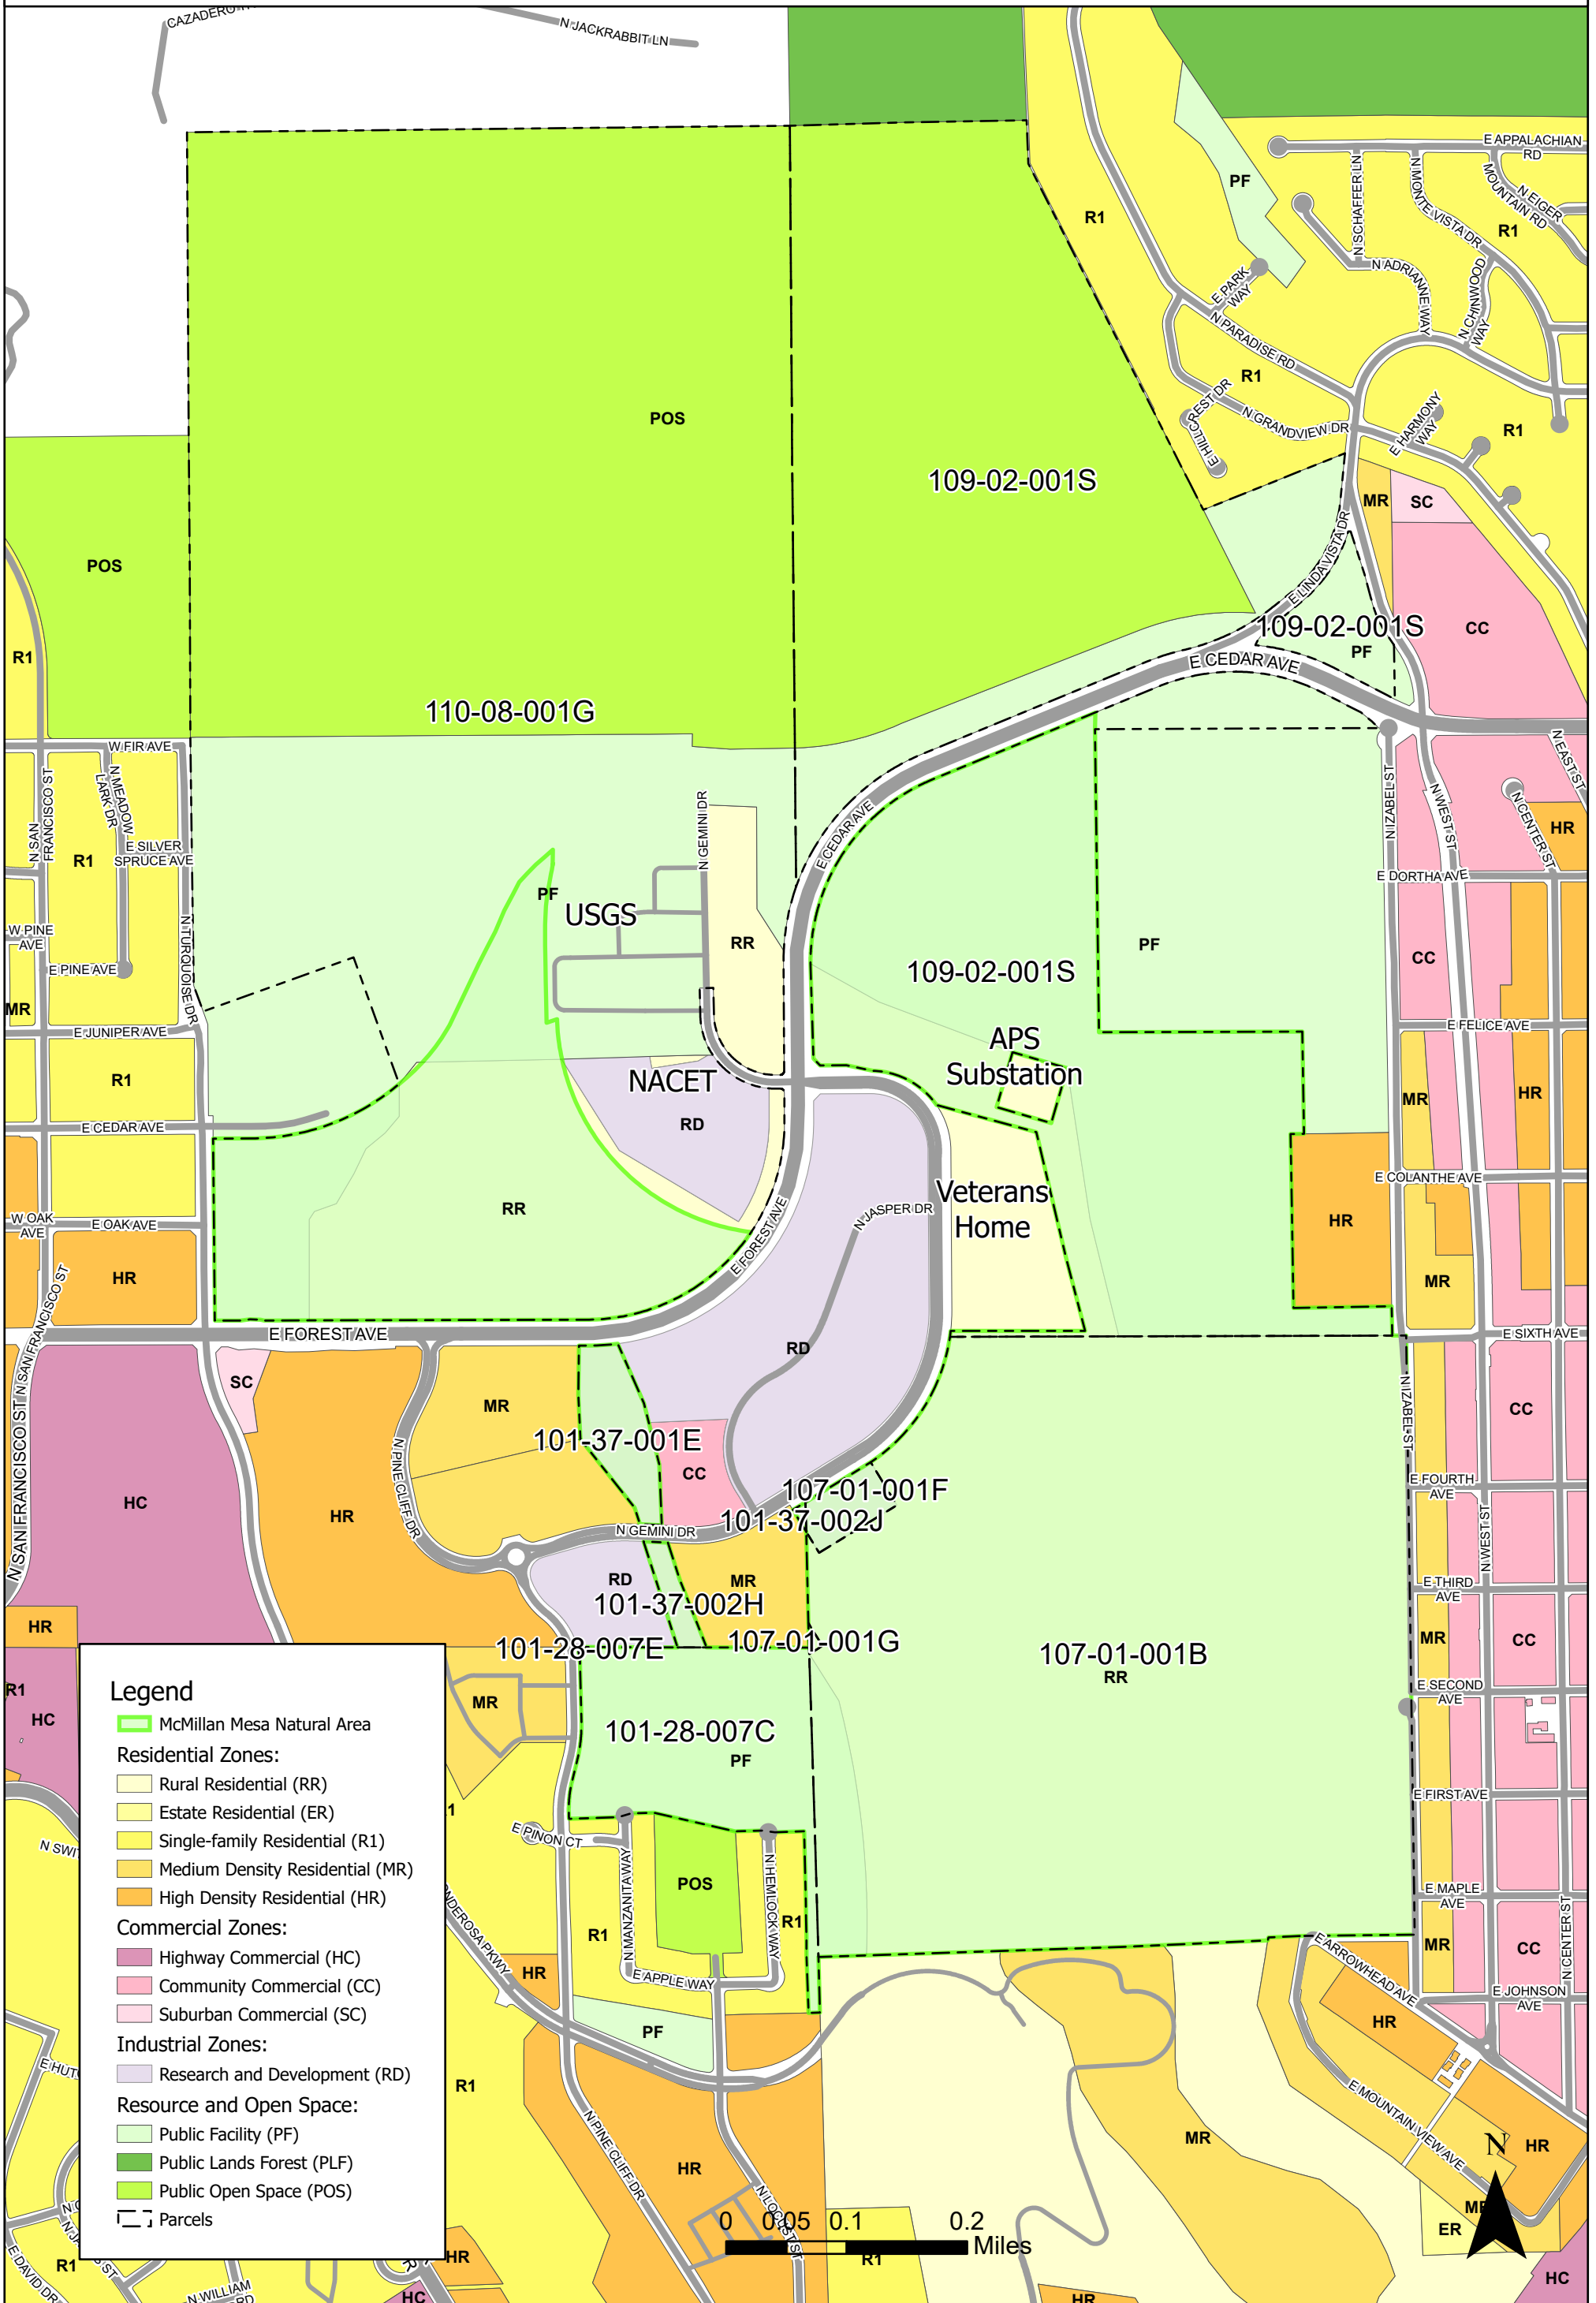 N JACKRABBIT LN
E APPALACHIAN
RD
N SCHAFFER LN
N MONTE VISTA DR
MOUNTAIN RD
N EIGER
PF
R1
R1
N ADRIANNE WAY
N CHINWOOD
WAY
E PARK
WAY
N PARADISE RD
R1
E HILLCREST DR
N GRANDVIEW DR
E HARMONY
WAY
R1
POS
109-02-001S
MR
SC
E LINDA VISTA DR
POS
109-02-001S
PF
CC
R1
E CEDAR AVE
110-08-001G
W FIR AVE
N SAN
FRANCISCO ST
N MEADOW
LARK DR
R1
E SILVER
SPRUCE AVE
N TURQUOISE DR
N GEMINI DR
E CEDAR AVE
N IZABEL ST
N WEST ST
N EAST ST
N CENTER ST
HR
E DORTHA AVE
PF
USGS
RR
W PINE
AVE
E PINE AVE
PF
109-02-001S
CC
MR
E JUNIPER AVE
E FELICE AVE
APS
Substation
NACET
R1
RD
MR
HR
E CEDAR AVE
E COLANTHE AVE
Veterans
Home
RR
N JASPER DR
W OAK
AVE
E OAK AVE
HR
HR
MR
E FOREST AVE
N SAN FRANCISCO ST
E FOREST AVE
E SIXTH AVE
RD
SC
MR
N IZABEL ST
CC
N SAN FRANCISCO ST
101-37-001E
CC
N PINE CLIFF DR
107-01-001F
E FOURTH
AVE
HC
HR
101-37-002J
N GEMINI DR
N WEST ST
RD
MR
E THIRD
AVE
101-37-002H
HR
101-28-007E
107-01-001G
107-01-001B
RR
MR
CC
R1
HC
MR
E SECOND
AVE
101-28-007C
PF
E FIRST AVE
E PINON CT
N MANZANITA WAY
POS
N HEMLOCK WAY
R1
R1
E MAPLE
AVE
N CENTER ST
MR
CC
E APPLE WAY
HR
E ARROWHEAD AVE
E JOHNSON
AVE
PF
HR
R1
E MOUNTAIN VIEW AVE
N PINE CLIFF DR
HR
MR
N
HR
N LOCUST ST
ER
Legend
McMillan Mesa Natural Area
Residential Zones:
Rural Residential (RR)
Estate Residential (ER)
Single-family Residential (R1)
Medium Density Residential (MR)
High Density Residential (HR)
Commercial Zones:
Highway Commercial (HC)
Community Commercial (CC)
Suburban Commercial (SC)
Industrial Zones:
Research and Development (RD)
Resource and Open Space:
Public Facility (PF)
Public Lands Forest (PLF)
Public Open Space (POS)
Parcels
0 0.05 0.1 0.2
Miles
R1
HR
R1
HC
HC
E DAVID DR
N WILLIAM
HR